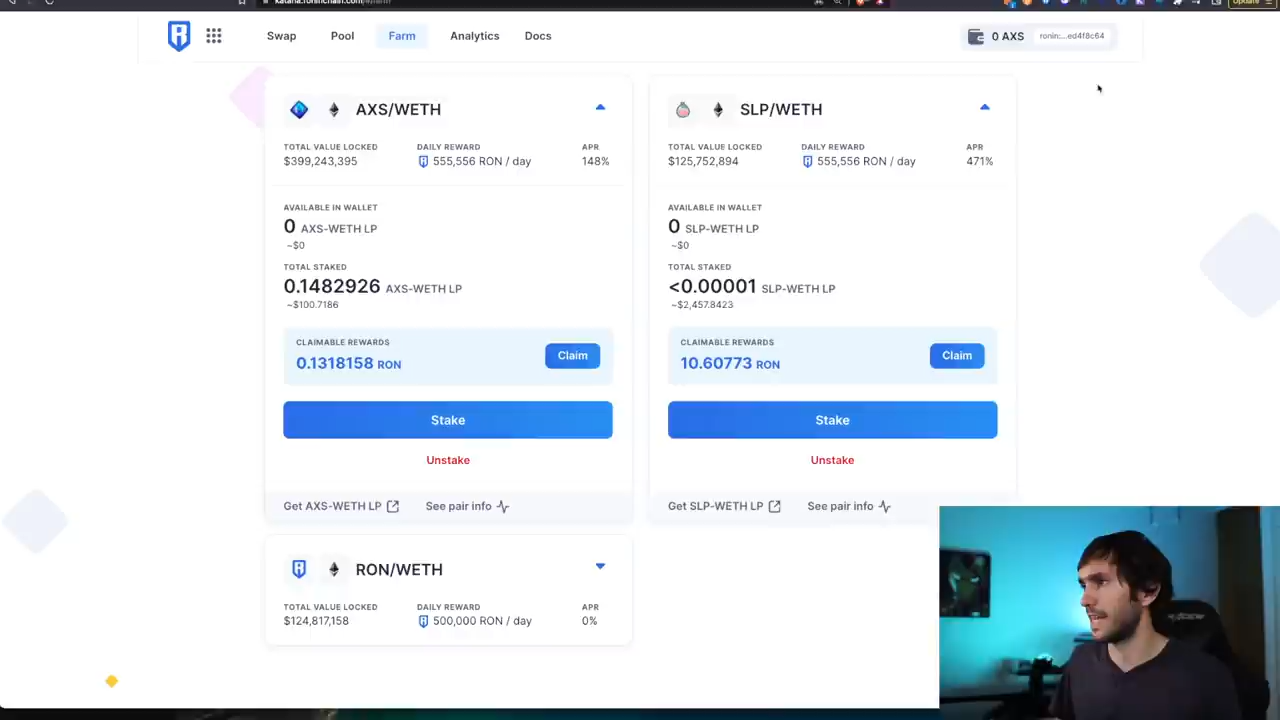 Update
Swap
Pool
Farm
Analytics
Docs
0 AXS
ronin:...ed4f8c64
AXS/WETH
TOTAL VALUE LOCKED
DAILY REWARD
APR
$399,243,395
555,556 RON / day
148%
AVAILABLE IN WALLET
0 AXS-WETH LP
~$0
TOTAL STAKED
0.1482926 AXS-WETH LP
~$100.7186
CLAIMABLE REWARDS
0.1318158 RON
Claim
Stake
Unstake
Get AXS-WETH LP
See pair info
SLP/WETH
TOTAL VALUE LOCKED
DAILY REWARD
APR
$125,752,894
555,556 RON / day
471%
AVAILABLE IN WALLET
0 SLP-WETH LP
~$0
TOTAL STAKED
<0.00001 SLP-WETH LP
~$2,457.8423
CLAIMABLE REWARDS
10.60773 RON
Claim
Stake
Unstake
Get SLP-WETH LP
See pair info
RON/WETH
TOTAL VALUE LOCKED
DAILY REWARD
APR
$124,817,158
500,000 RON / day
0%